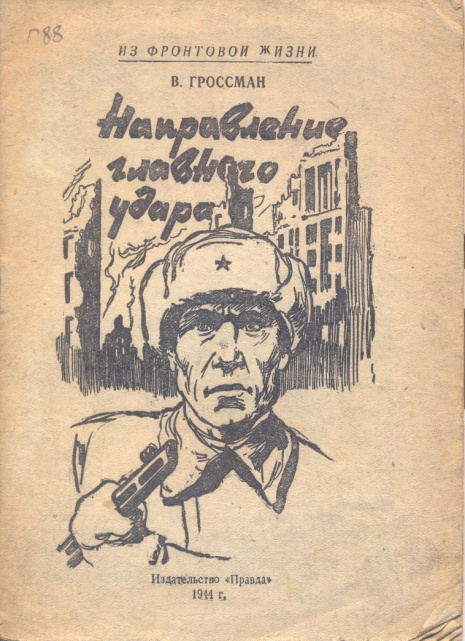 г88
ИЗ ФРОНТОВОЙ ЖИЗНИ
В. ГРОССМАН
Направление
главного
удара
Издательство «Правда»
1944 г.